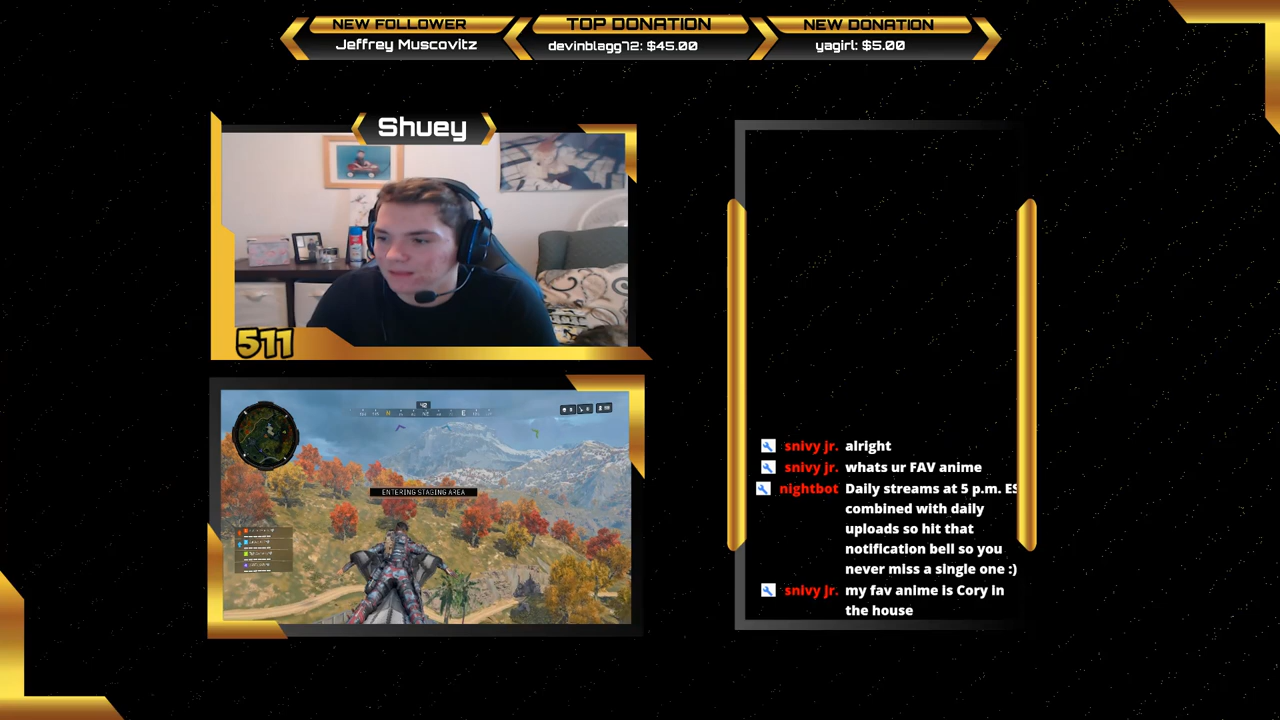 NEW FOLLOWER
Jeffrey Muscovitz
TOP DONATION
devinblagg72: $45.00
NEW DONATION
yagirl: $5.00
Shuey
511
N
42
E
ENTERING STAGING AREA
snivy jr. alright
snivy jr. whats ur FAV anime
nightbot Daily streams at 5 p.m. ES
combined with daily
uploads so hit that
notification bell so you
never miss a single one :)
snivy jr. my fav anime is Cory in
the house